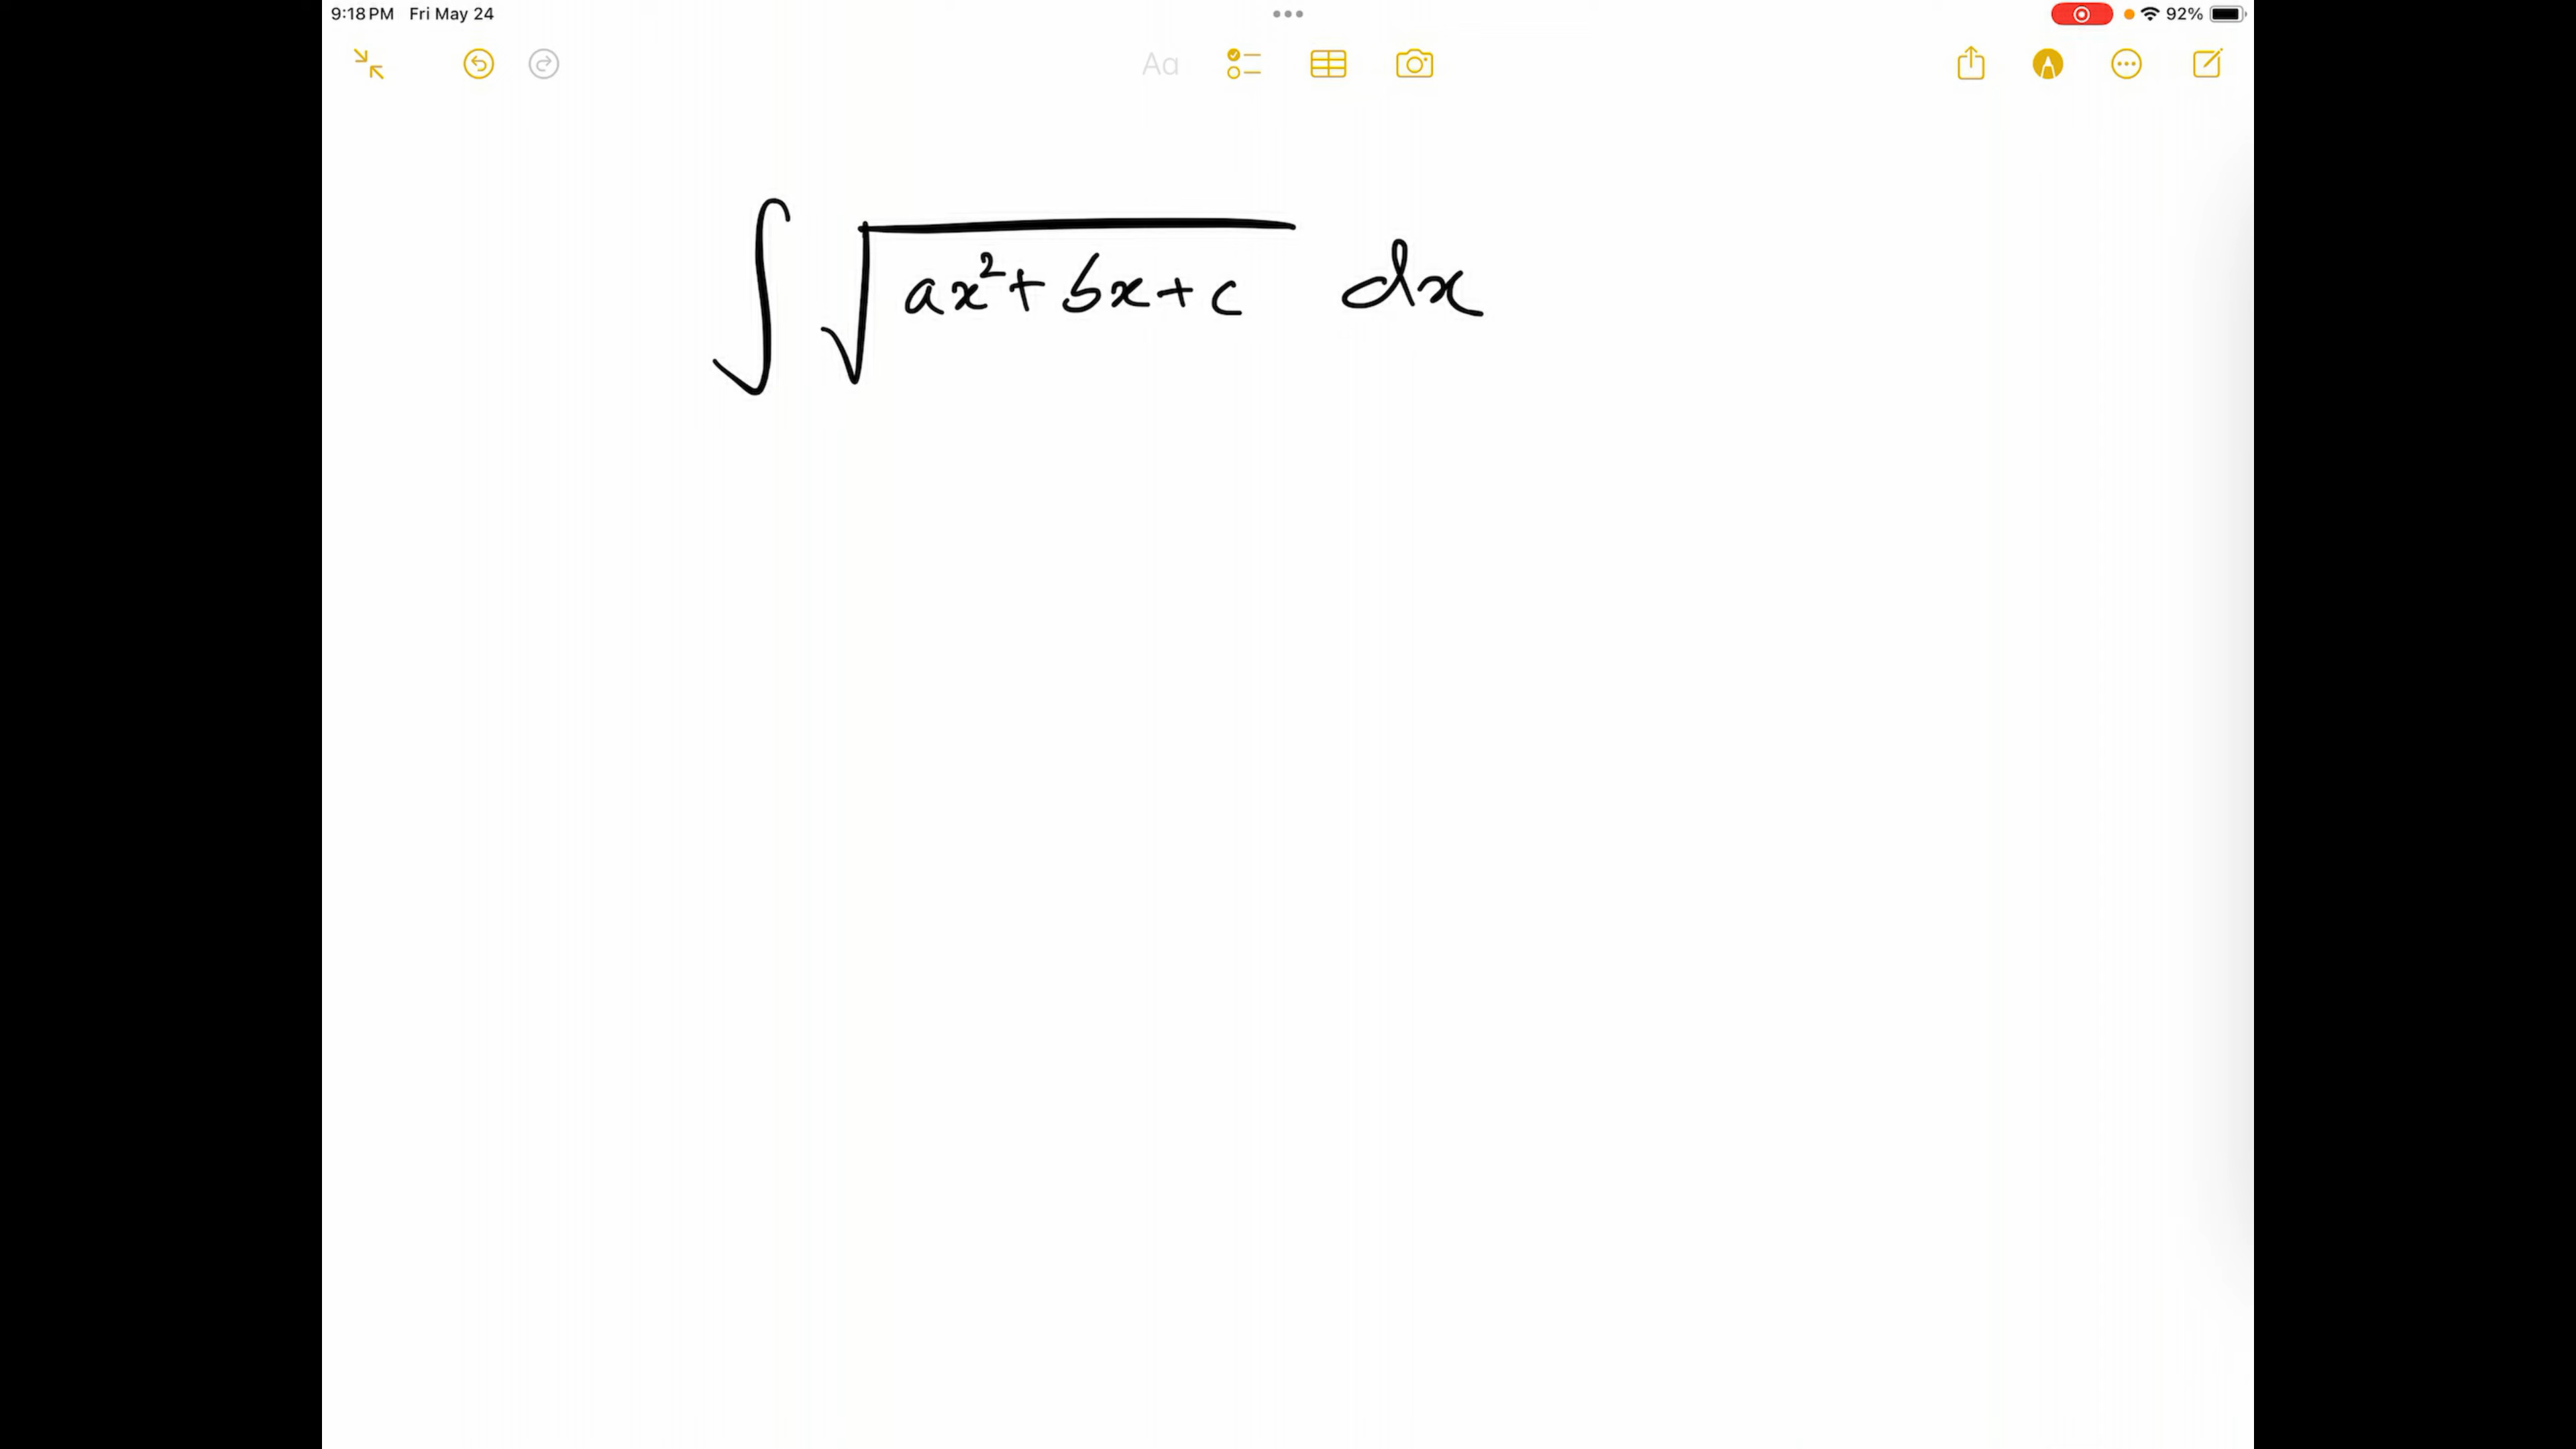 9:18 PM Fri May 24
92%
Aa
∫ √(ax² + bx + c) dx